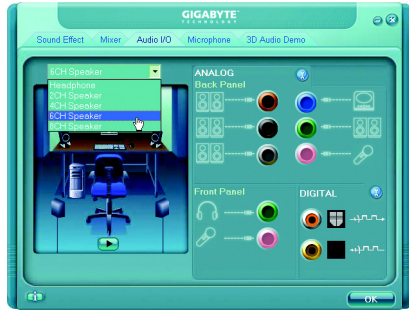 GIGABYTE
TECHNOLOGY
Sound Effect Mixer Audio I/O Microphone 3D Audio Demo
6CH Speaker
Headphone
2CH Speaker
4CH Speaker
6CH Speaker
8CH Speaker
ANALOG
Back Panel
Front Panel
DIGITAL
OK